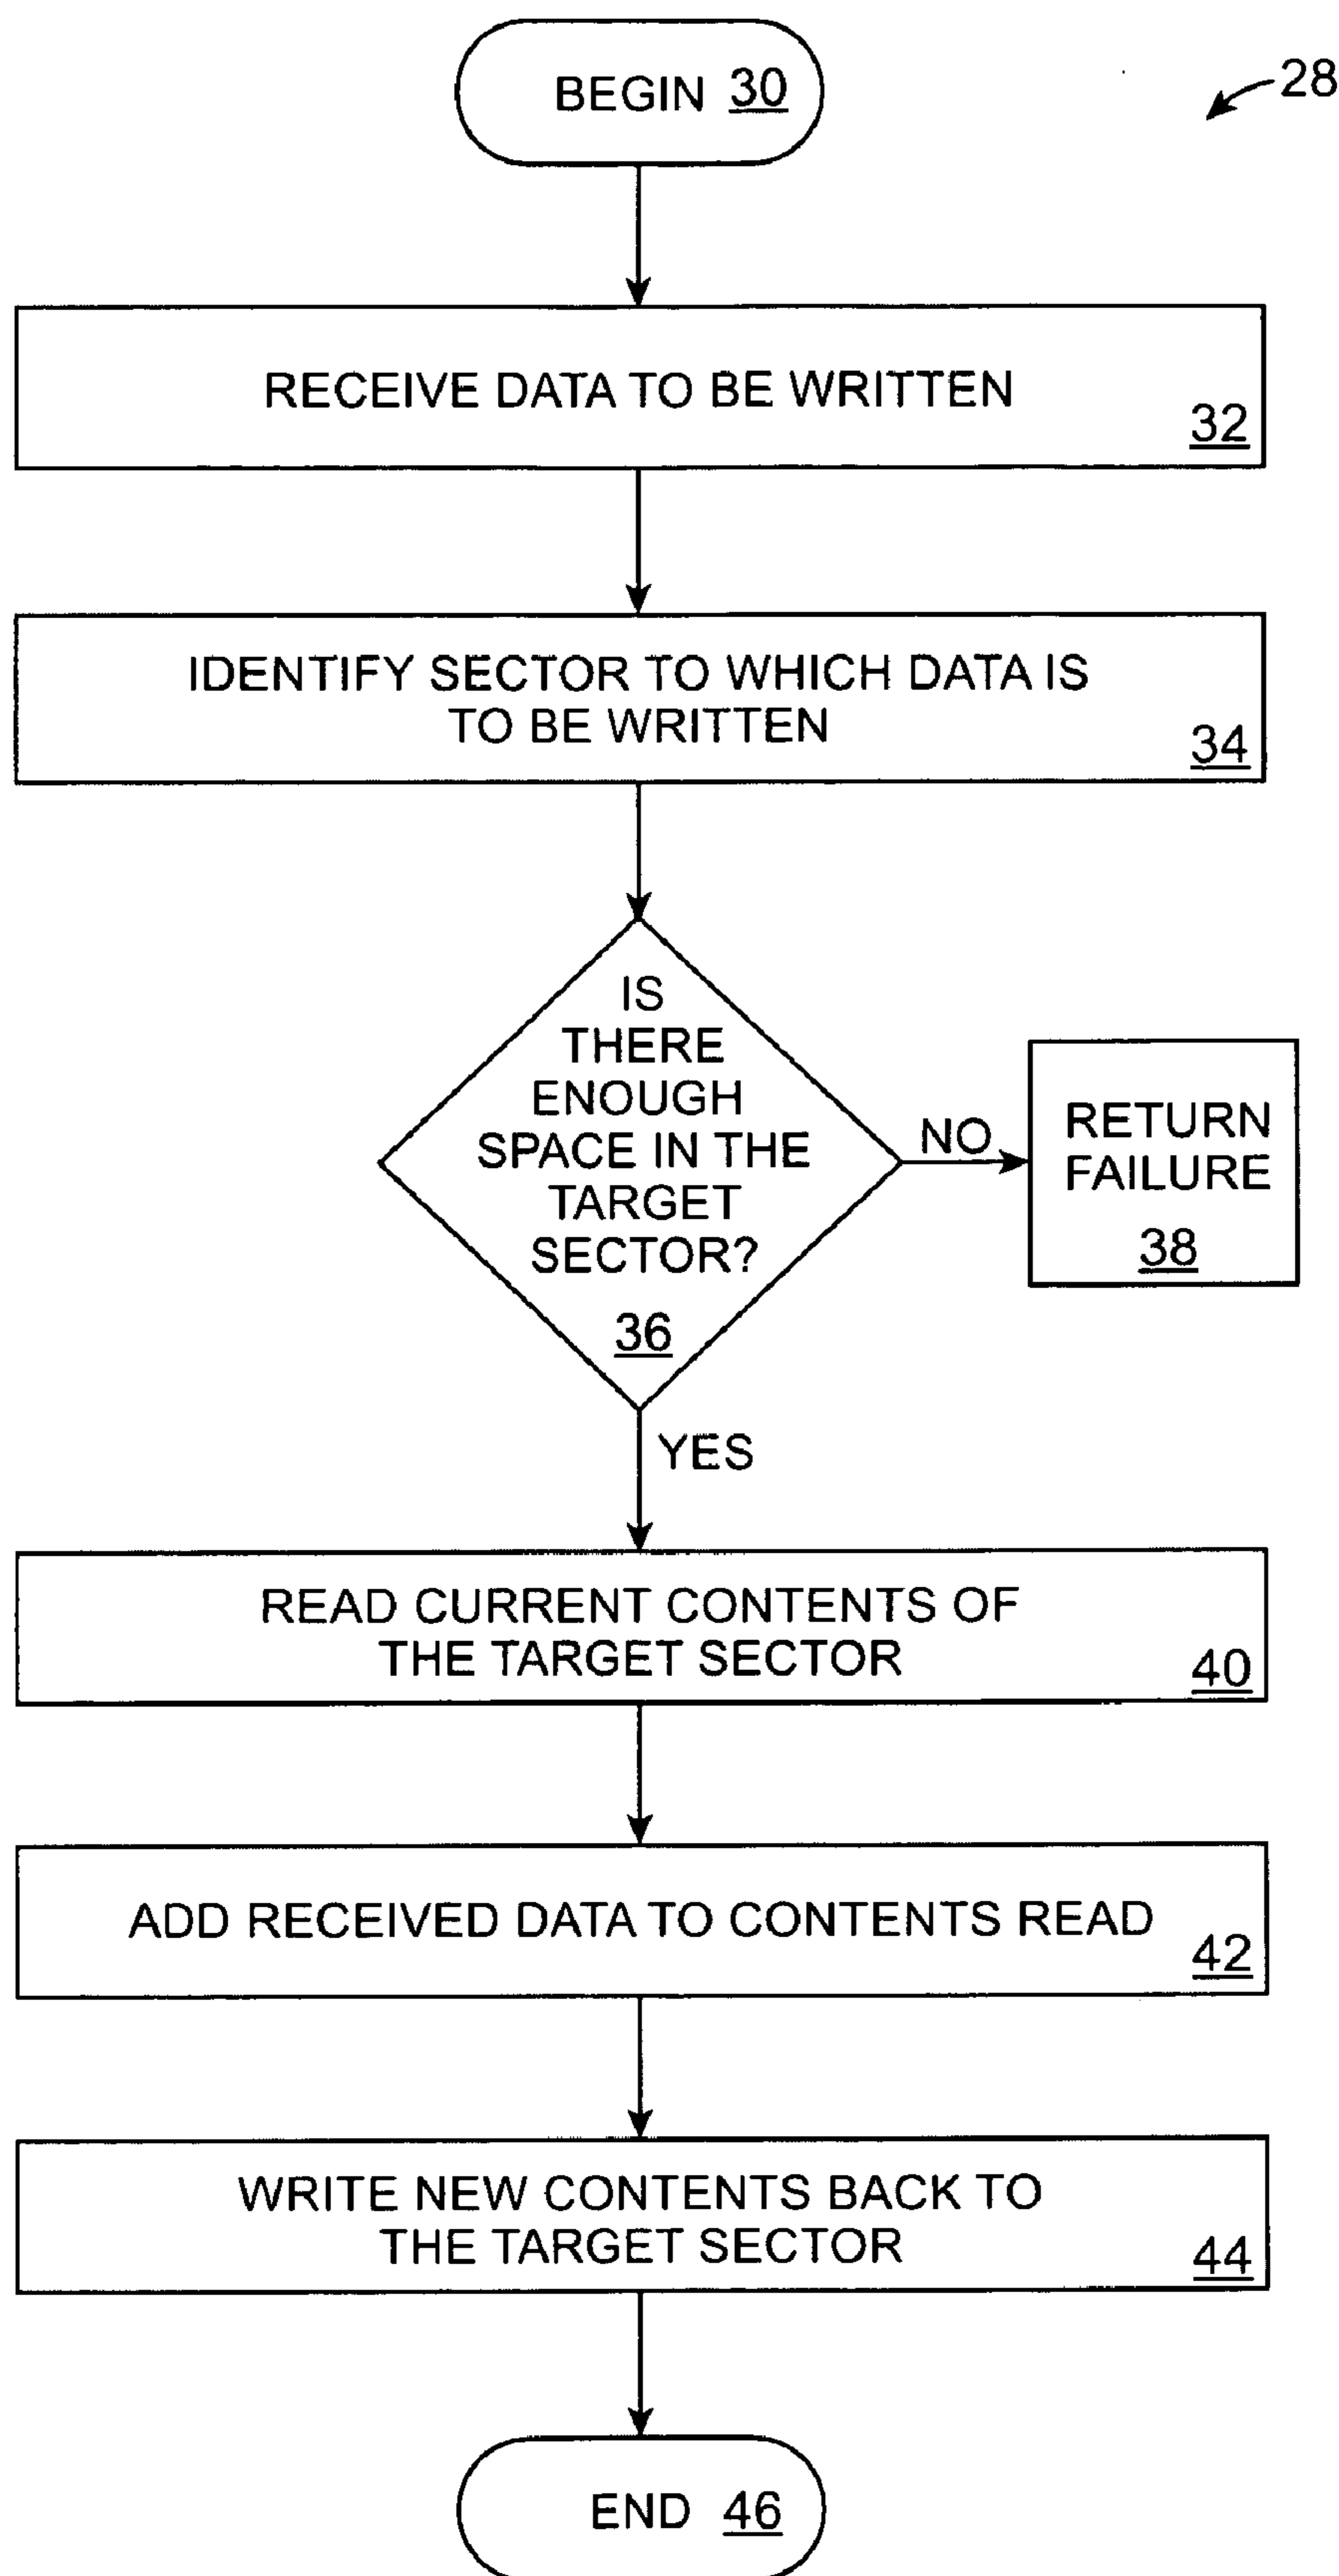 BEGIN 30
28
RECEIVE DATA TO BE WRITTEN
32
IDENTIFY SECTOR TO WHICH DATA IS
TO BE WRITTEN
34
IS
THERE
ENOUGH
SPACE IN THE
TARGET
SECTOR?
36
NO
RETURN
FAILURE
38
YES
READ CURRENT CONTENTS OF
THE TARGET SECTOR
40
ADD RECEIVED DATA TO CONTENTS READ
42
WRITE NEW CONTENTS BACK TO
THE TARGET SECTOR
44
END 46